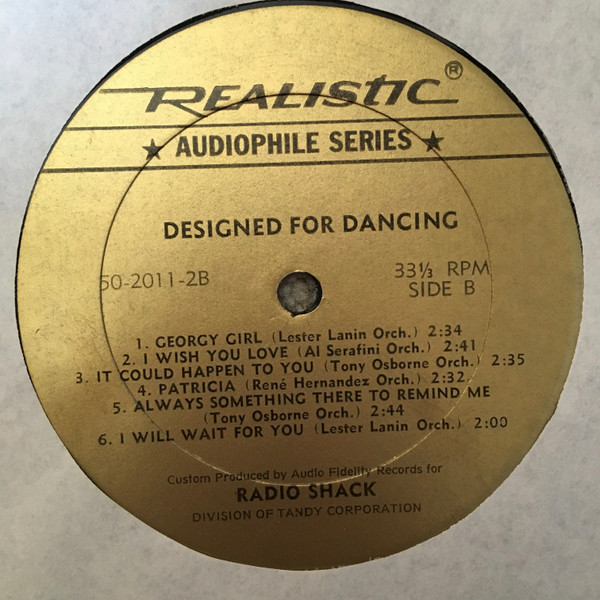 REALISTIC®
★ AUDIOPHILE SERIES ★
DESIGNED FOR DANCING
50-2011-2B
33⅓ RPM
SIDE B
1. GEORGY GIRL (Lester Lanin Orch.) 2:34
2. I WISH YOU LOVE (Al Serafini Orch.) 2:41
3. IT COULD HAPPEN TO YOU (Tony Osborne Orch.) 2:35
4. PATRICIA (René Hernandez Orch.) 2:32
5. ALWAYS SOMETHING THERE TO REMIND ME
(Tony Osborne Orch.) 2:44
6. I WILL WAIT FOR YOU (Lester Lanin Orch.) 2:00
Custom Produced by Audio Fidelity Records for
RADIO SHACK
DIVISION OF TANDY CORPORATION